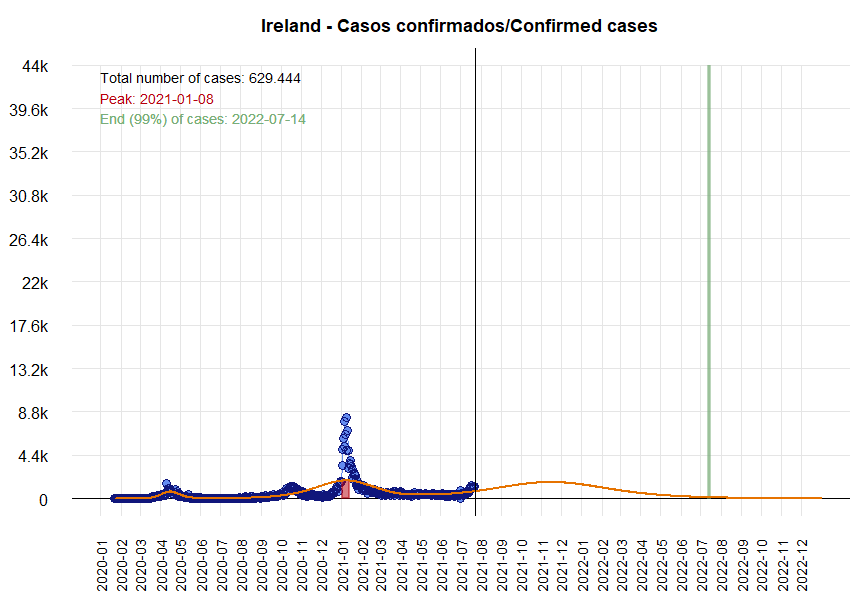 Ireland - Casos confirmados/Confirmed cases
Total number of cases: 629.444
Peak: 2021-01-08
End (99%) of cases: 2022-07-14
44k
39.6k
35.2k
30.8k
26.4k
22k
17.6k
13.2k
8.8k
4.4k
0
2020-01
2020-02
2020-03
2020-04
2020-05
2020-06
2020-07
2020-08
2020-09
2020-10
2020-11
2020-12
2021-01
2021-02
2021-03
2021-04
2021-05
2021-06
2021-07
2021-08
2021-09
2021-10
2021-11
2021-12
2022-01
2022-02
2022-03
2022-04
2022-05
2022-06
2022-07
2022-08
2022-09
2022-10
2022-11
2022-12